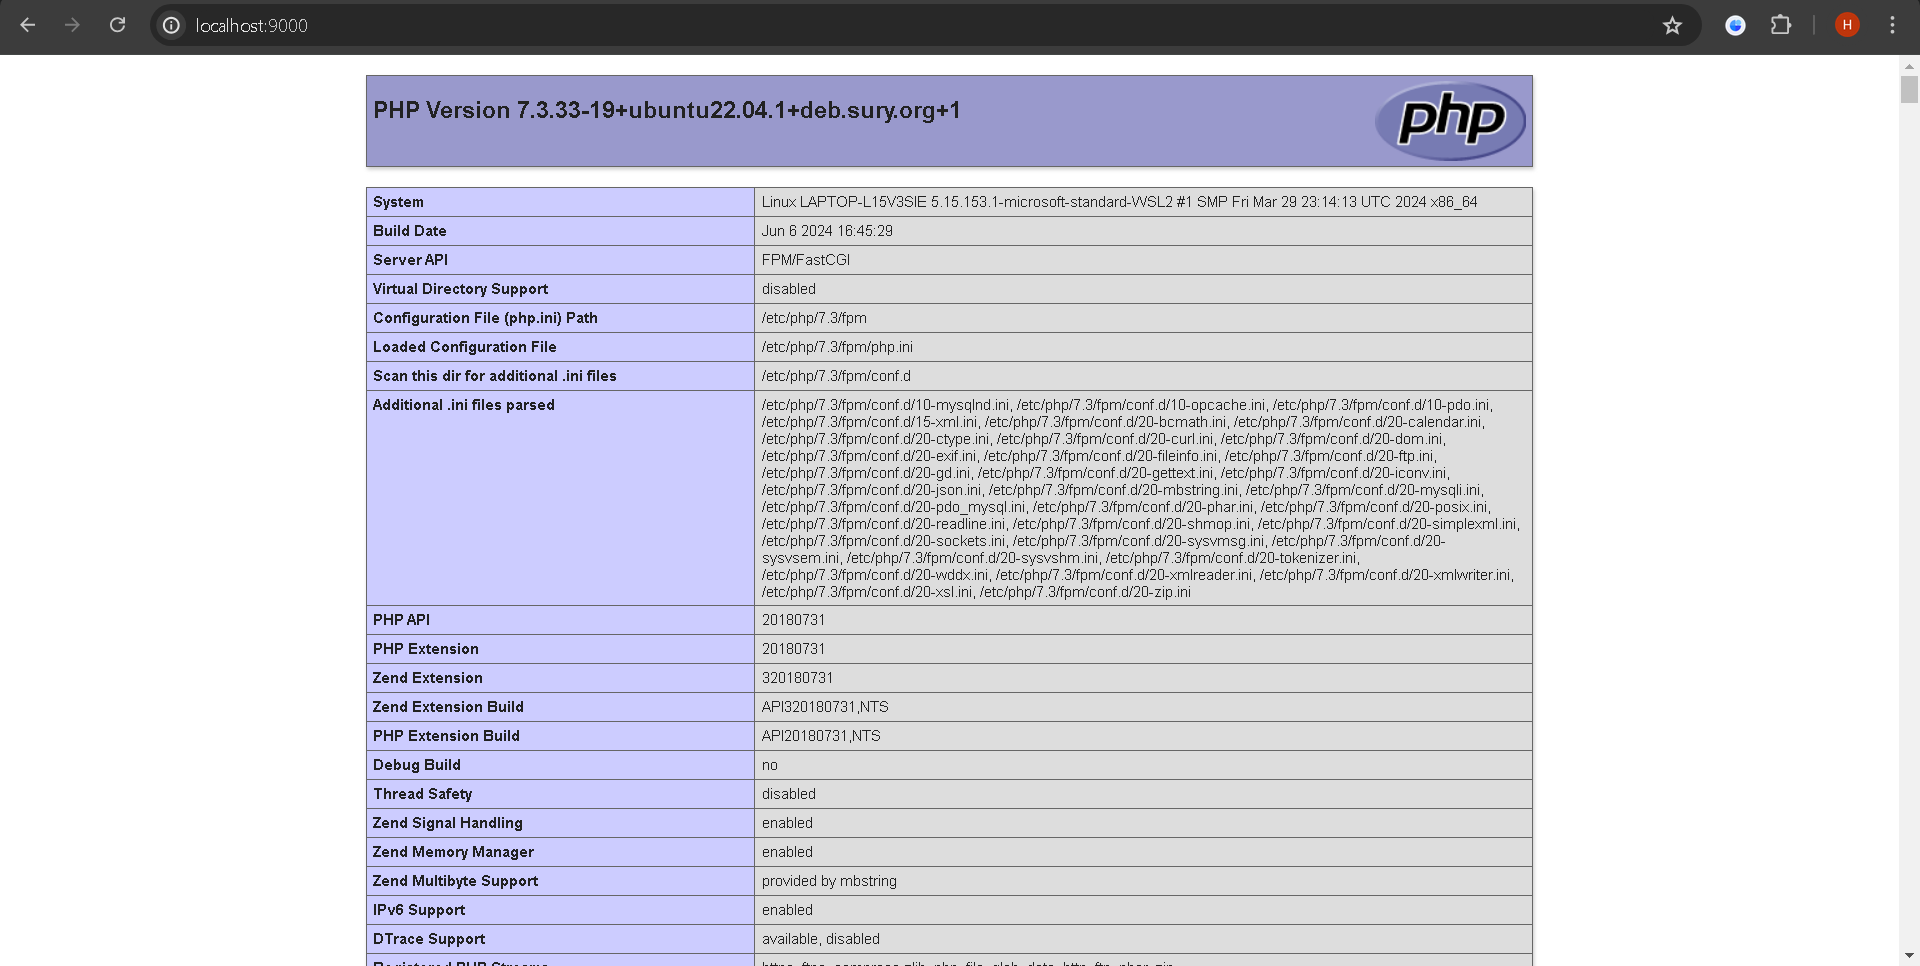 localhost:9000
H
PHP Version 7.3.33-19+ubuntu22.04.1+deb.sury.org+1
php
System Linux LAPTOP-L15V3SIE 5.15.153.1-microsoft-standard-WSL2 #1 SMP Fri Mar 29 23:14:13 UTC 2024 x86_64
Build Date Jun 6 2024 16:45:29
Server API FPM/FastCGI
Virtual Directory Support disabled
Configuration File (php.ini) Path /etc/php/7.3/fpm
Loaded Configuration File /etc/php/7.3/fpm/php.ini
Scan this dir for additional .ini files /etc/php/7.3/fpm/conf.d
Additional .ini files parsed /etc/php/7.3/fpm/conf.d/10-mysqlnd.ini, /etc/php/7.3/fpm/conf.d/10-opcache.ini, /etc/php/7.3/fpm/conf.d/10-pdo.ini,
/etc/php/7.3/fpm/conf.d/15-xml.ini, /etc/php/7.3/fpm/conf.d/20-bcmath.ini, /etc/php/7.3/fpm/conf.d/20-calendar.ini,
/etc/php/7.3/fpm/conf.d/20-ctype.ini, /etc/php/7.3/fpm/conf.d/20-curl.ini, /etc/php/7.3/fpm/conf.d/20-dom.ini,
/etc/php/7.3/fpm/conf.d/20-exif.ini, /etc/php/7.3/fpm/conf.d/20-fileinfo.ini, /etc/php/7.3/fpm/conf.d/20-ftp.ini,
/etc/php/7.3/fpm/conf.d/20-gd.ini, /etc/php/7.3/fpm/conf.d/20-gettext.ini, /etc/php/7.3/fpm/conf.d/20-iconv.ini,
/etc/php/7.3/fpm/conf.d/20-json.ini, /etc/php/7.3/fpm/conf.d/20-mbstring.ini, /etc/php/7.3/fpm/conf.d/20-mysqli.ini,
/etc/php/7.3/fpm/conf.d/20-pdo_mysql.ini, /etc/php/7.3/fpm/conf.d/20-phar.ini, /etc/php/7.3/fpm/conf.d/20-posix.ini,
/etc/php/7.3/fpm/conf.d/20-readline.ini, /etc/php/7.3/fpm/conf.d/20-shmop.ini, /etc/php/7.3/fpm/conf.d/20-simplexml.ini,
/etc/php/7.3/fpm/conf.d/20-sockets.ini, /etc/php/7.3/fpm/conf.d/20-sysvmsg.ini, /etc/php/7.3/fpm/conf.d/20-
sysvsem.ini, /etc/php/7.3/fpm/conf.d/20-sysvshm.ini, /etc/php/7.3/fpm/conf.d/20-tokenizer.ini,
/etc/php/7.3/fpm/conf.d/20-wddx.ini, /etc/php/7.3/fpm/conf.d/20-xmlreader.ini, /etc/php/7.3/fpm/conf.d/20-xmlwriter.ini,
/etc/php/7.3/fpm/conf.d/20-xsl.ini, /etc/php/7.3/fpm/conf.d/20-zip.ini
PHP API 20180731
PHP Extension 20180731
Zend Extension 320180731
Zend Extension Build API320180731,NTS
PHP Extension Build API20180731,NTS
Debug Build no
Thread Safety disabled
Zend Signal Handling enabled
Zend Memory Manager enabled
Zend Multibyte Support provided by mbstring
IPv6 Support enabled
DTrace Support available, disabled